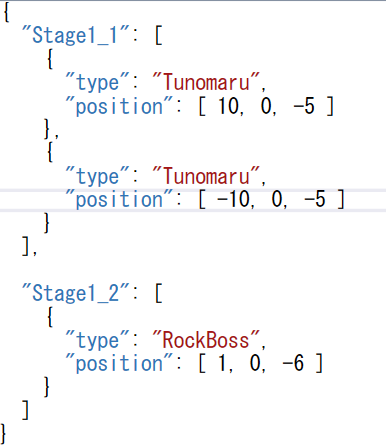 {
  "Stage1_1": [
    {
      "type": "Tunomaru",
      "position": [ 10, 0, -5 ]
    },
    {
      "type": "Tunomaru",
      "position": [ -10, 0, -5 ]
    }
  ],

  "Stage1_2": [
    {
      "type": "RockBoss",
      "position": [ 1, 0, -6 ]
    }
  ]
}